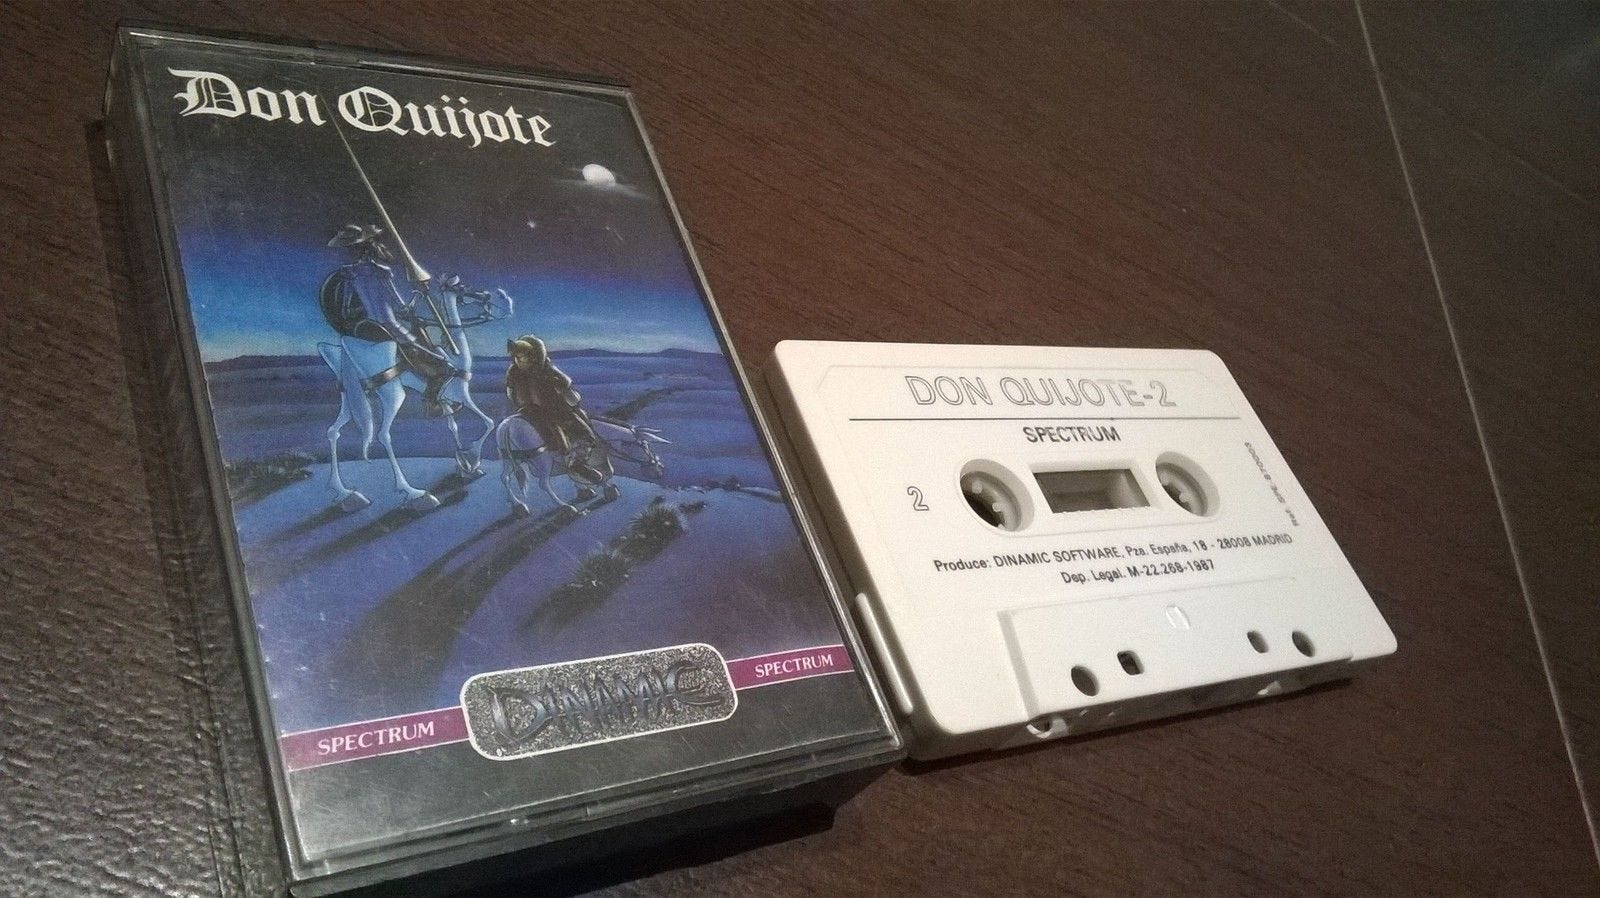 Don Quijote
SPECTRUM
DINAMIC
SPECTRUM
DON QUIJOTE-2
SPECTRUM
2
Produce: DINAMIC SOFTWARE, Pza. España, 18 - 28008 MADRID
Dep. Legal. M-22.268-1987